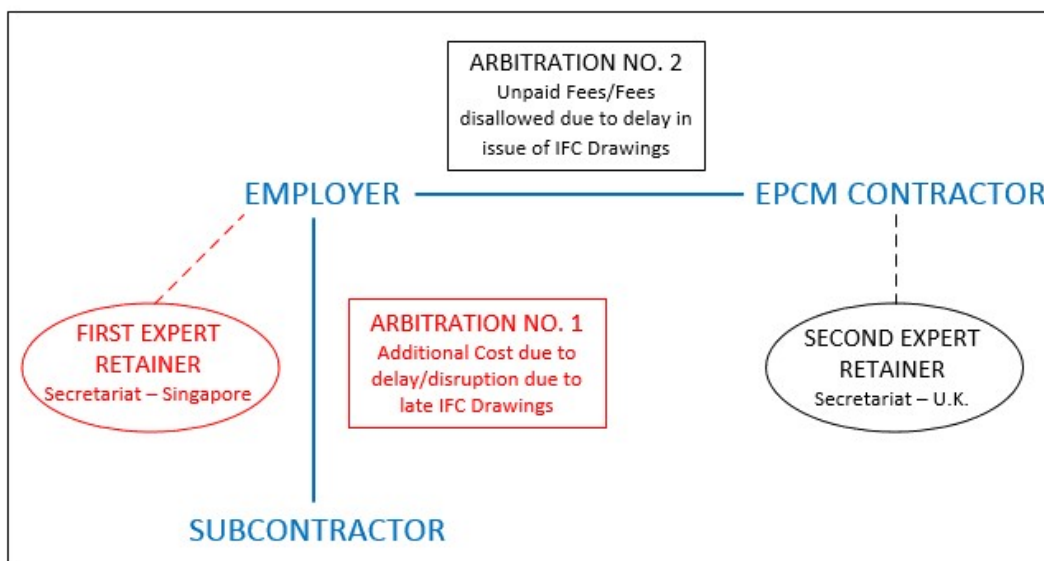 ARBITRATION NO. 2
Unpaid Fees/Fees
disallowed due to delay in
issue of IFC Drawings
EMPLOYER
EPCM CONTRACTOR
FIRST EXPERT
RETAINER
Secretariat – Singapore
ARBITRATION NO. 1
Additional Cost due to
delay/disruption due to
late IFC Drawings
SECOND EXPERT
RETAINER
Secretariat – U.K.
SUBCONTRACTOR